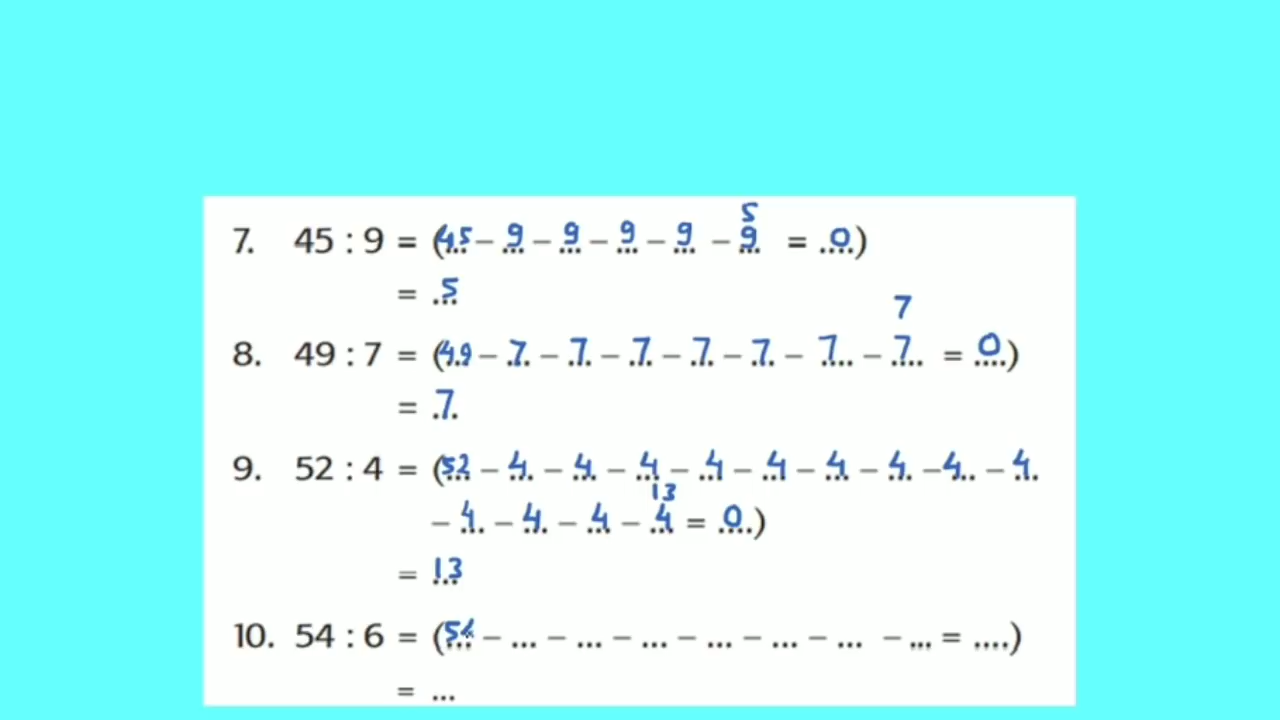 7. 45 : 9 = (45 – 9 – 9 – 9 – 9 – 9 = 0)
5
= 5
8. 49 : 7 = (49 – 7 – 7 – 7 – 7 – 7 – 7 – 7 = 0)
7
= 7
9. 52 : 4 = (52 – 4 – 4 – 4 – 4 – 4 – 4 – 4 – 4 – 4
– 4 – 4 – 4 – 4 = 0)
13
= 13
10. 54 : 6 = (54 – ... – ... – ... – ... – ... – ... – ... = ....)
= ...